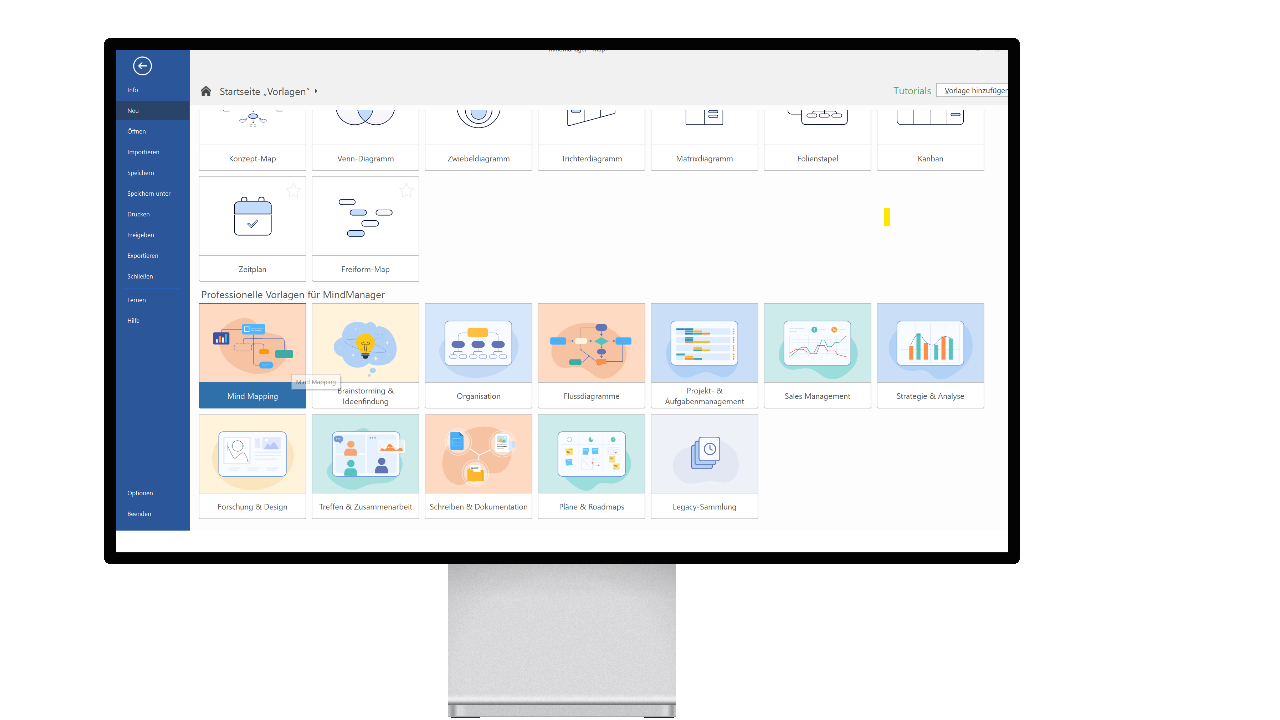 Info
Neu
Öffnen
Importieren
Speichern
Speichern unter
Drucken
Freigeben
Exportieren
Schließen
Lernen
Hilfe
Optionen
Beenden
Startseite „Vorlagen“
Tutorials
Vorlage hinzufügen
Konzept-Map
Venn-Diagramm
Zwiebeldiagramm
Trichterdiagramm
Matrixdiagramm
Folienstapel
Kanban
Zeitplan
Freiform-Map
Professionelle Vorlagen für MindManager
Mind Mapping
Mind Mapping
Brainstorming &
Ideenfindung
Organisation
Flussdiagramme
Projekt- &
Aufgabenmanagement
Sales Management
Strategie & Analyse
Forschung & Design
Treffen & Zusammenarbeit
Schreiben & Dokumentation
Pläne & Roadmaps
Legacy-Sammlung